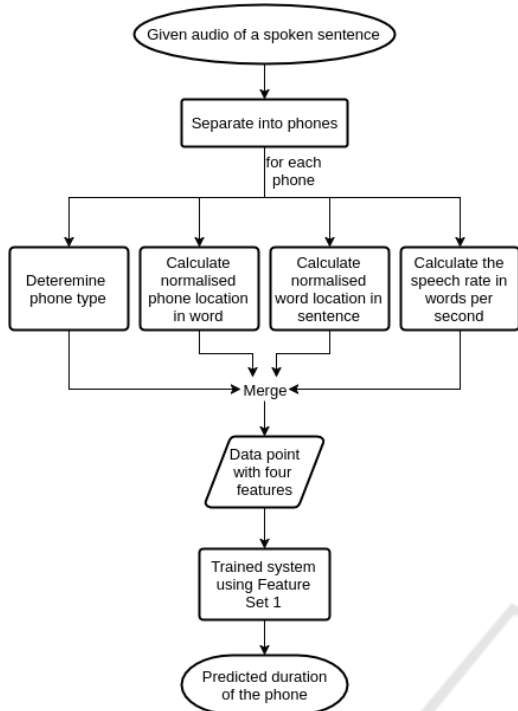 Given audio of a spoken sentence
Separate into phones
for each
phone
Deteremine
phone type
Calculate
normalised
phone location
in word
Calculate
normalised
word location in
sentence
Calculate the
speech rate in
words per
second
Merge
Data point
with four
features
Trained system
using Feature
Set 1
Predicted duration
of the phone